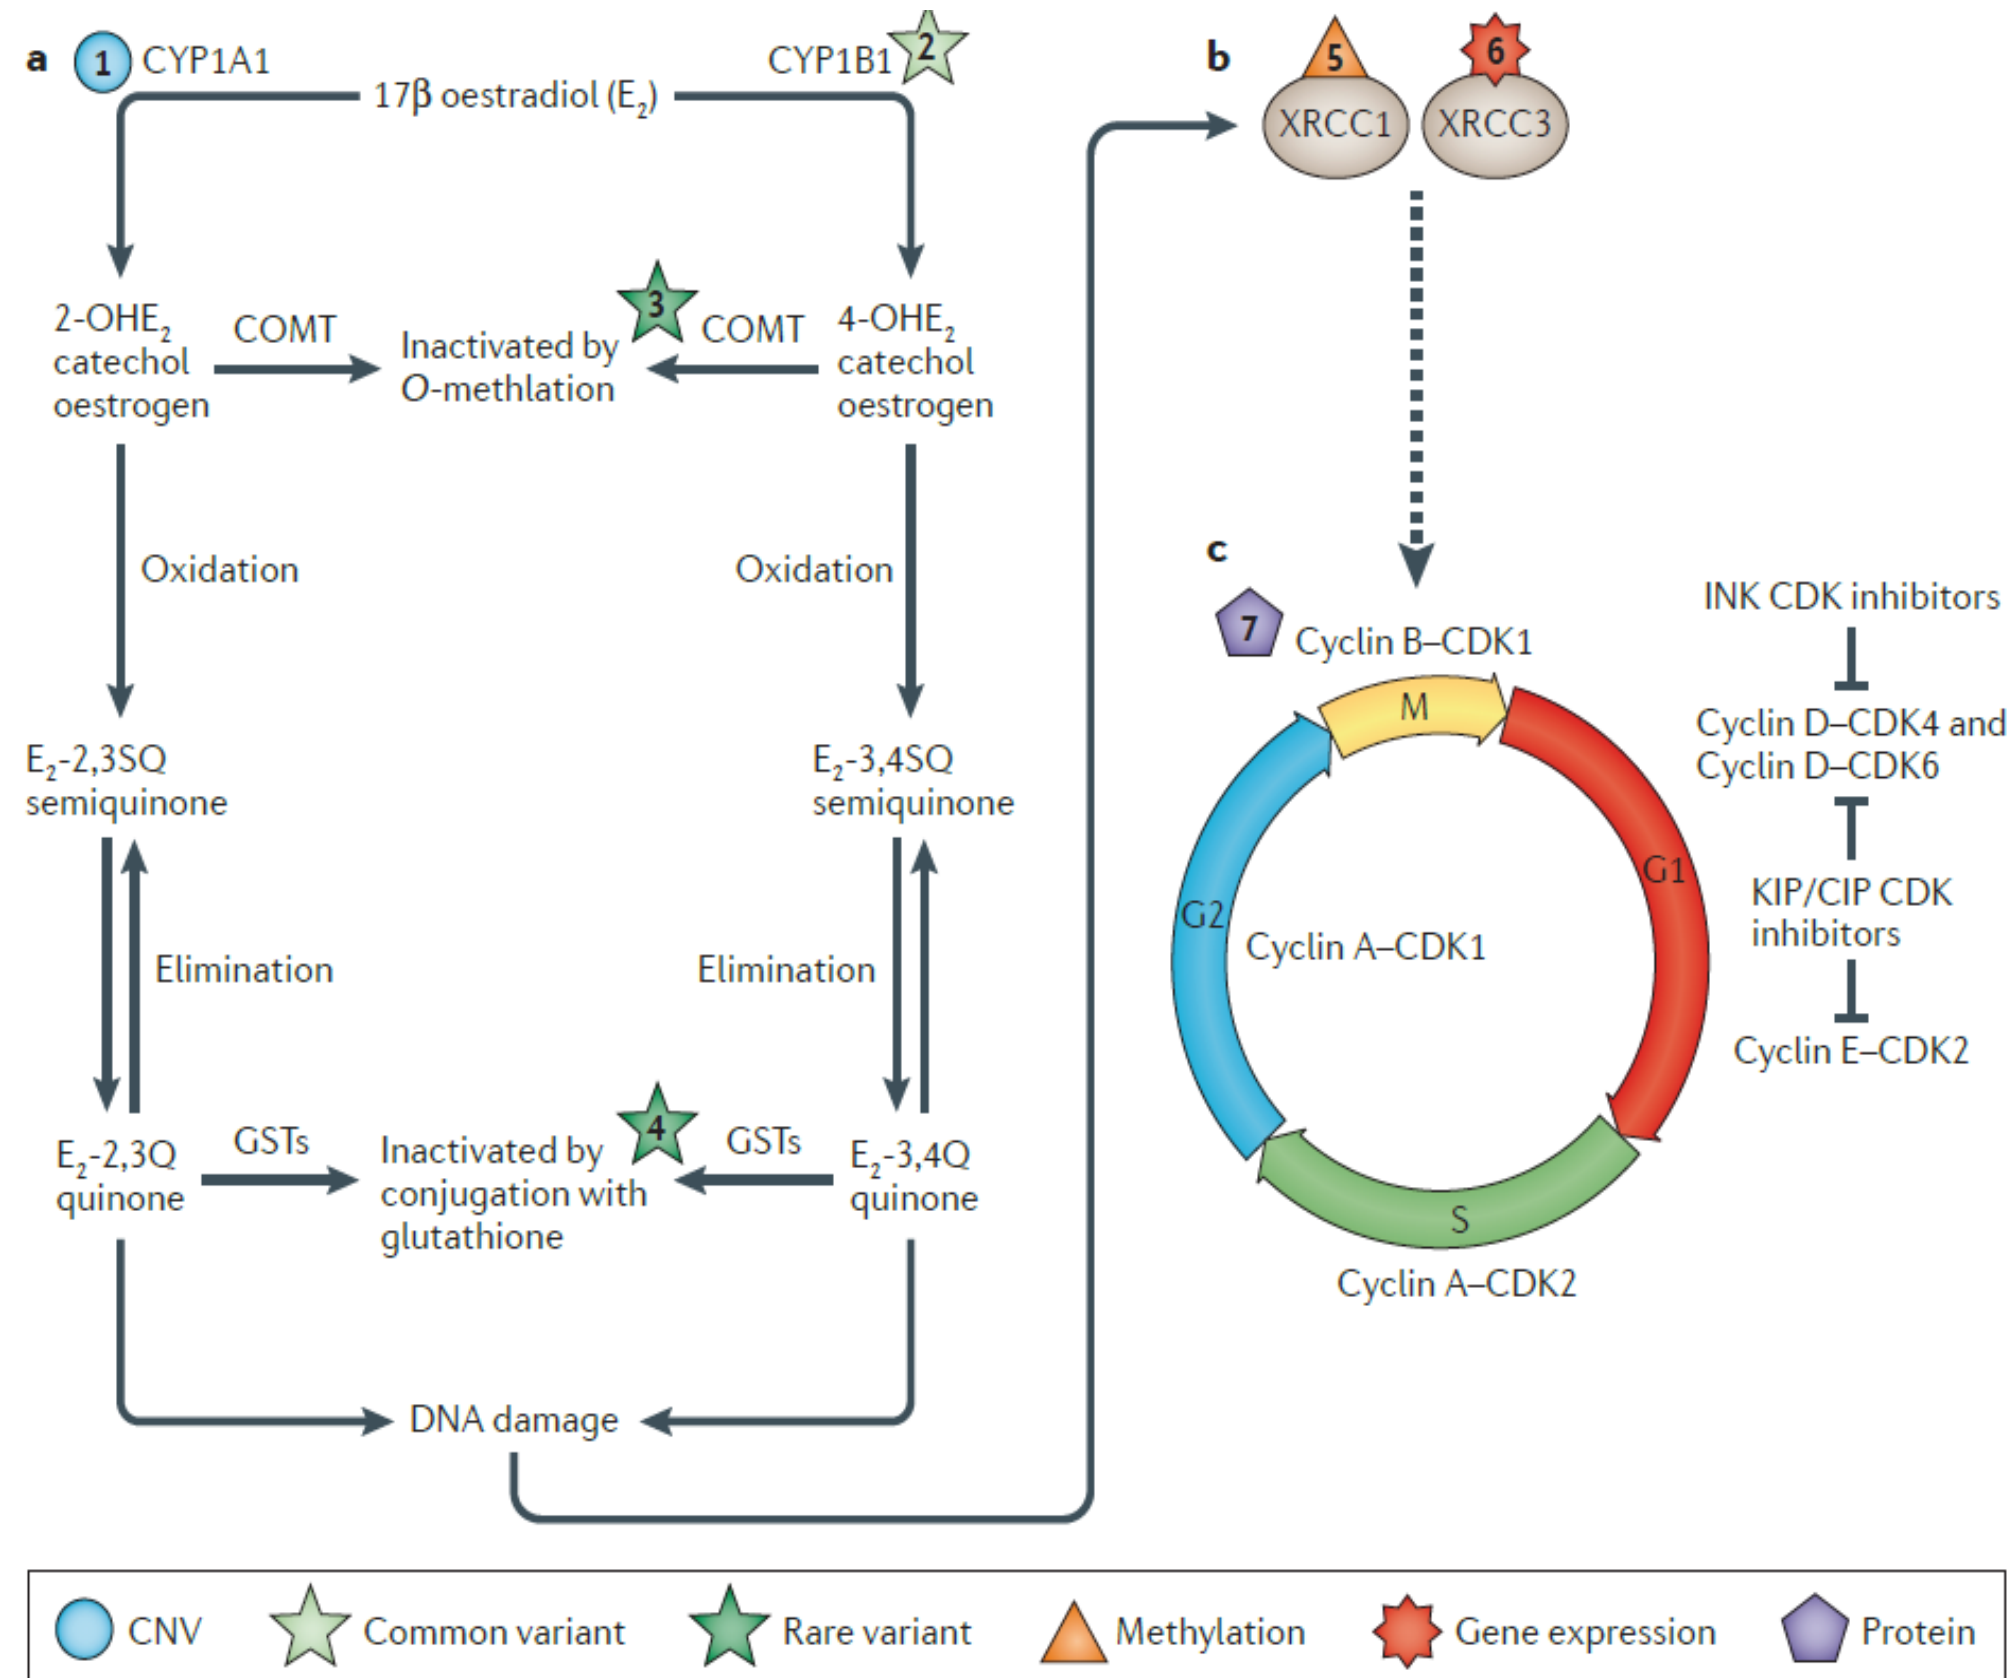 a
1
CYP1A1
CYP1B1
2
17β oestradiol (E₂)
2-OHE₂
catechol
oestrogen
COMT
Inactivated by
O-methlation
3
COMT
4-OHE₂
catechol
oestrogen
Oxidation
Oxidation
E₂-2,3SQ
semiquinone
E₂-3,4SQ
semiquinone
Elimination
Elimination
E₂-2,3Q
quinone
GSTs
Inactivated by
conjugation with
glutathione
4
GSTs
E₂-3,4Q
quinone
DNA damage
b
5
XRCC1
6
XRCC3
c
7
Cyclin B–CDK1
M
G1
G2
S
Cyclin A–CDK1
Cyclin A–CDK2
INK CDK inhibitors
Cyclin D–CDK4 and
Cyclin D–CDK6
KIP/CIP CDK
inhibitors
Cyclin E–CDK2
CNV
Common variant
Rare variant
Methylation
Gene expression
Protein